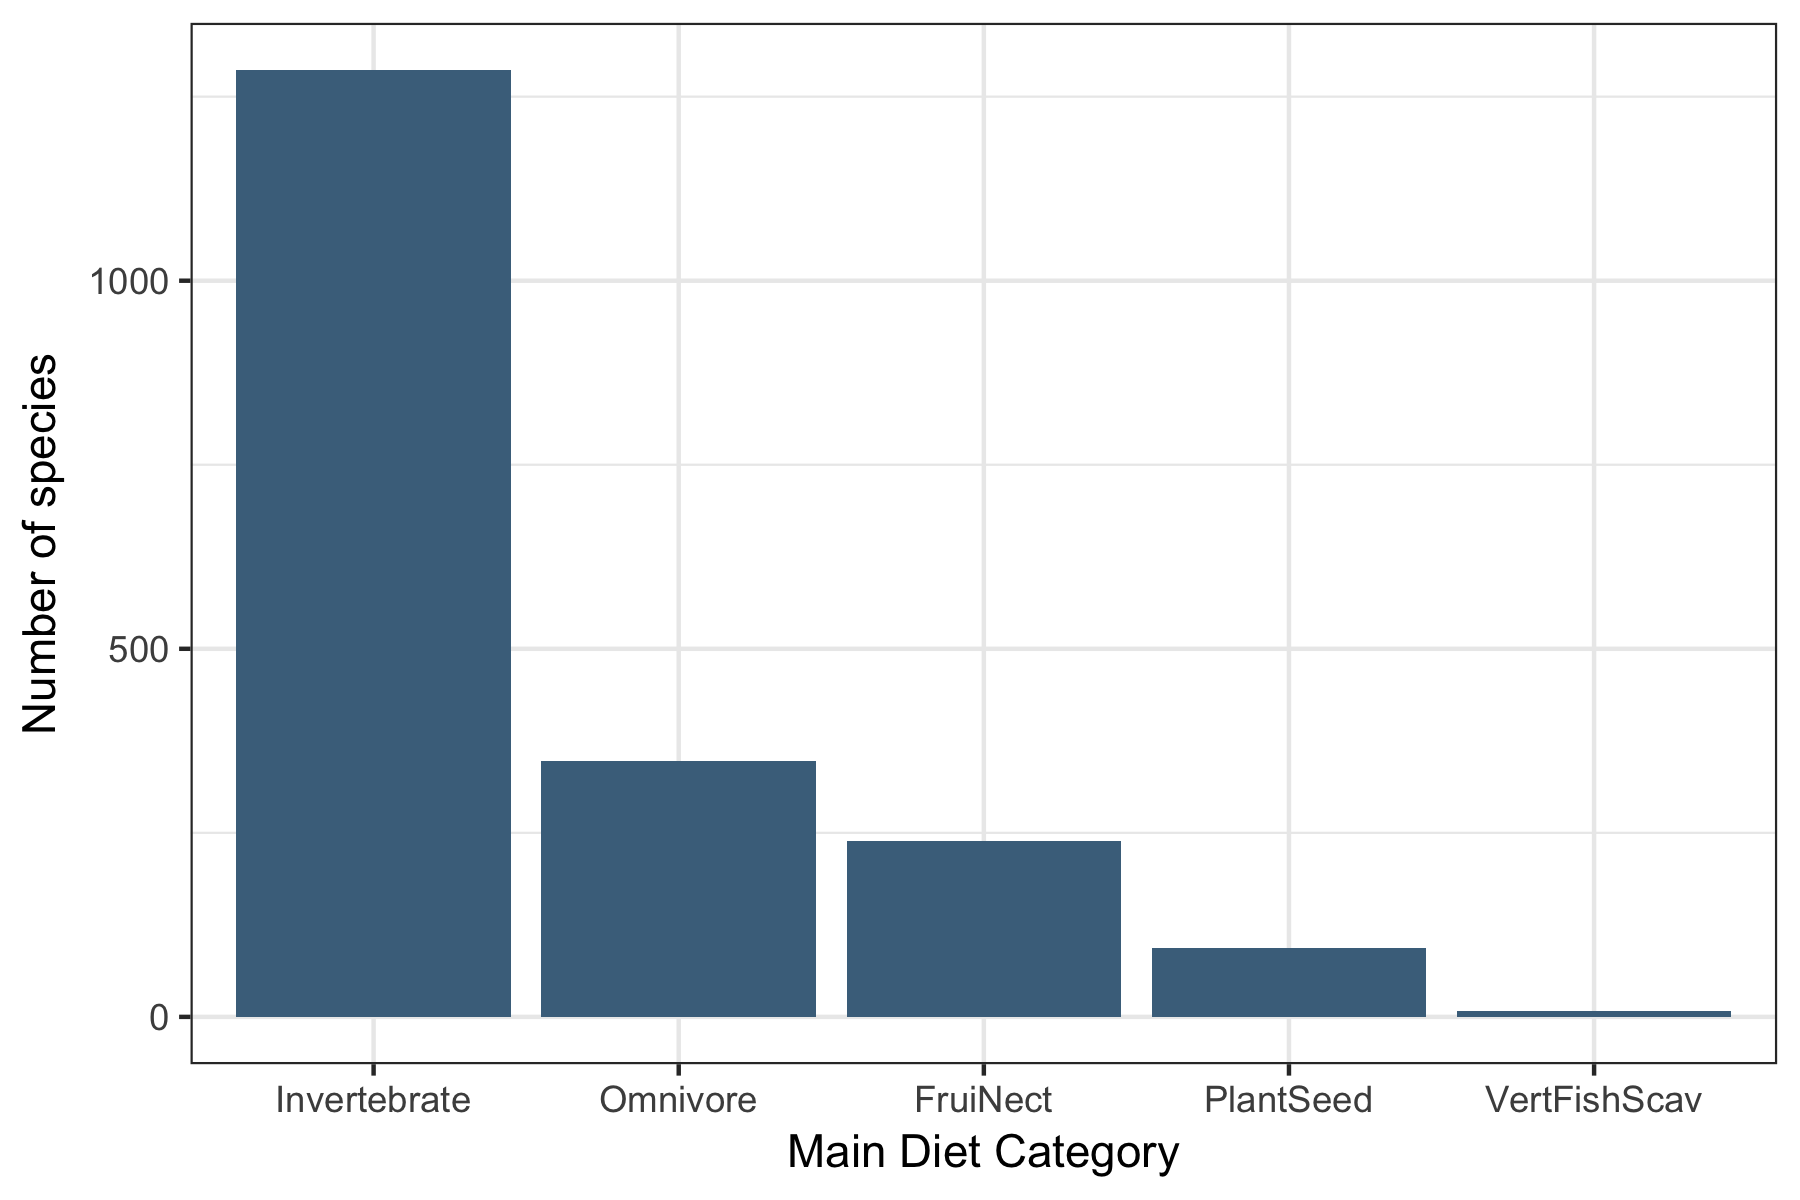 Number of species
1000
500
0
Invertebrate Omnivore FruiNect PlantSeed VertFishScav
Main Diet Category